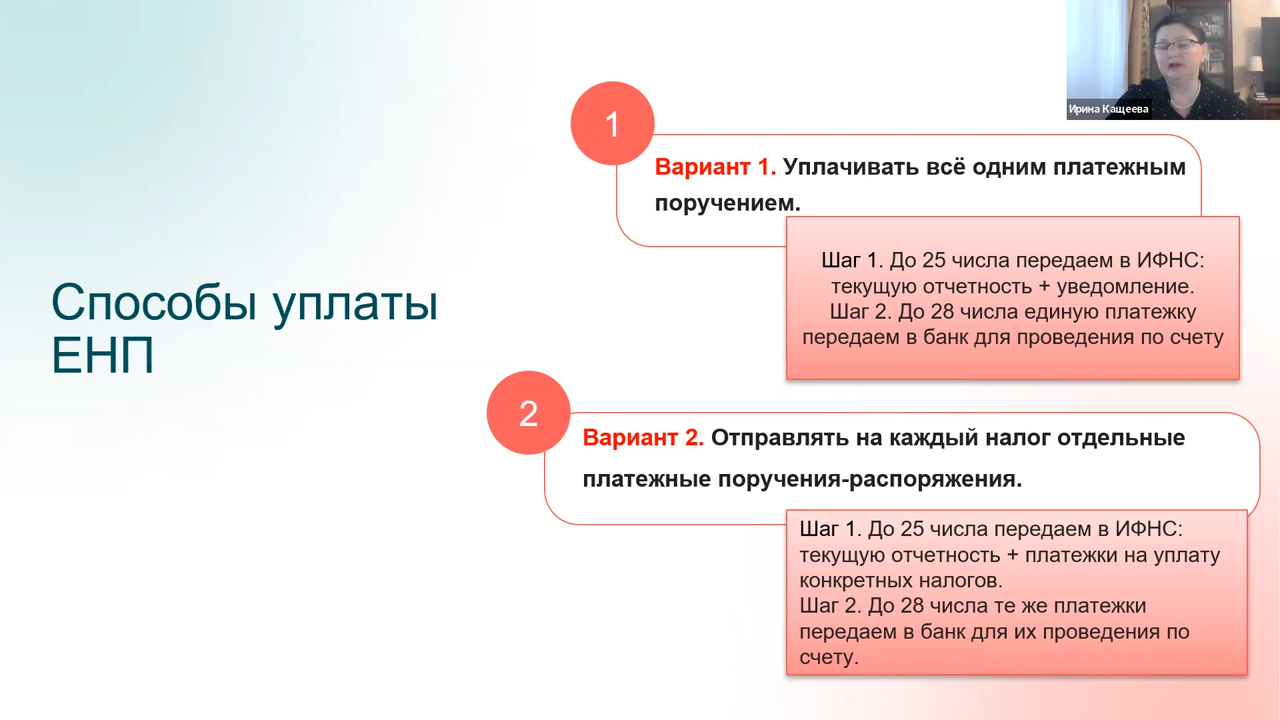 Ирина Кащеева
1
Вариант 1. Уплачивать всё одним платежным
поручением.
Шаг 1. До 25 числа передаем в ИФНС:
текущую отчетность + уведомление.
Шаг 2. До 28 числа единую платежку
передаем в банк для проведения по счету
Способы уплаты
ЕНП
2
Вариант 2. Отправлять на каждый налог отдельные
платежные поручения-распоряжения.
Шаг 1. До 25 числа передаем в ИФНС:
текущую отчетность + платежки на уплату
конкретных налогов.
Шаг 2. До 28 числа те же платежки
передаем в банк для их проведения по
счету.